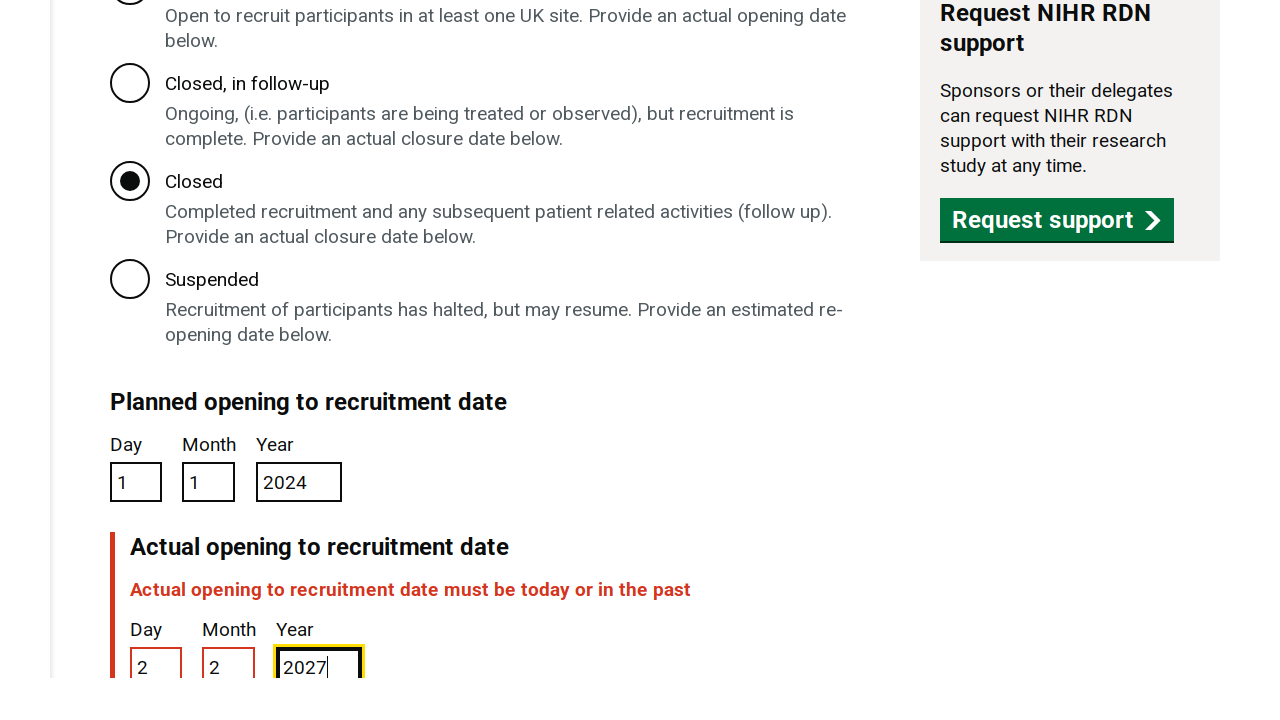 Open to recruit participants in at least one UK site. Provide an actual opening date
below.
Closed, in follow-up
Ongoing, (i.e. participants are being treated or observed), but recruitment is
complete. Provide an actual closure date below.
Closed
Completed recruitment and any subsequent patient related activities (follow up).
Provide an actual closure date below.
Suspended
Recruitment of participants has halted, but may resume. Provide an estimated re-
opening date below.
Planned opening to recruitment date
Day Month Year
1 1 2024
Actual opening to recruitment date
Actual opening to recruitment date must be today or in the past
Day Month Year
2 2 2027
Request NIHR RDN
support
Sponsors or their delegates
can request NIHR RDN
support with their research
study at any time.
Request support